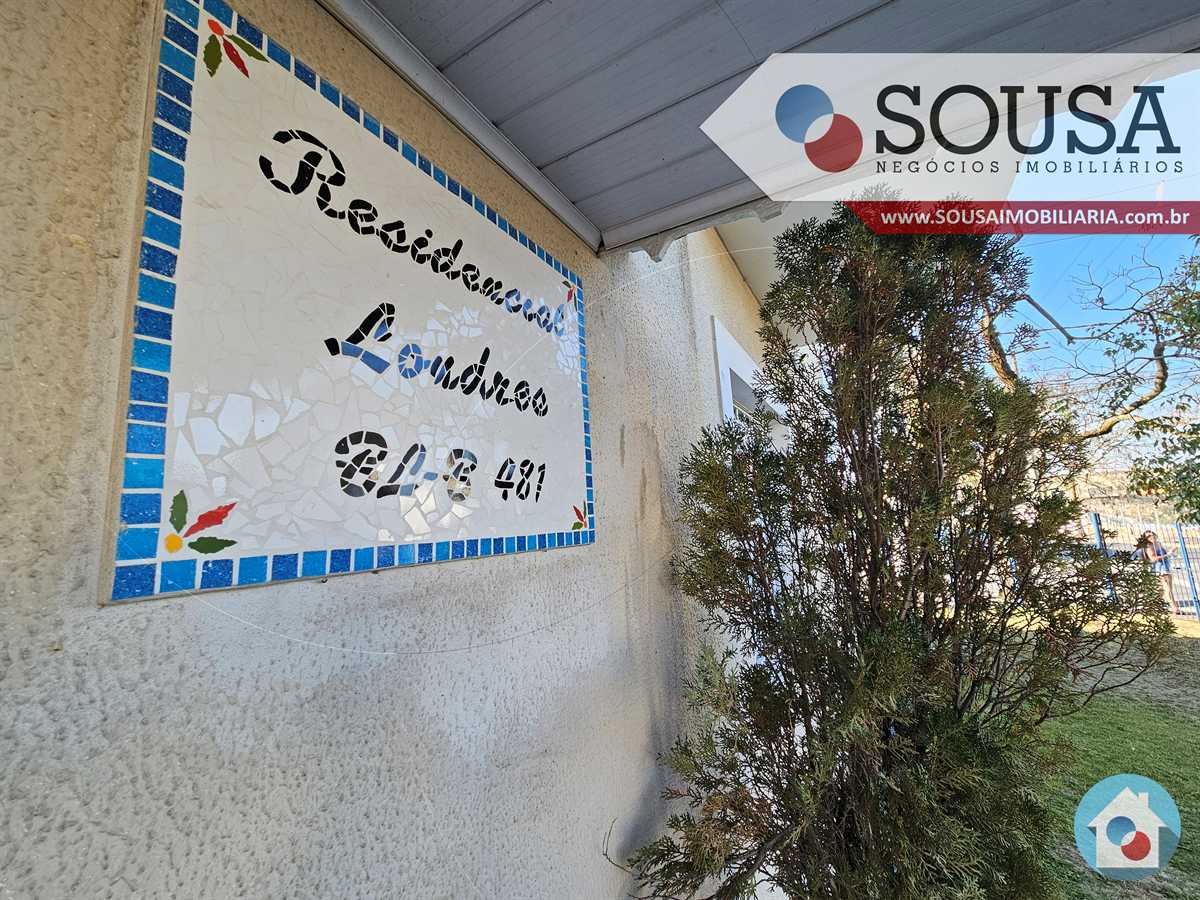 Residencial
Londres
BL-B 481
SOUSA
NEGÓCIOS IMOBILIÁRIOS
www.SOUSAIMOBILIARIA.com.br